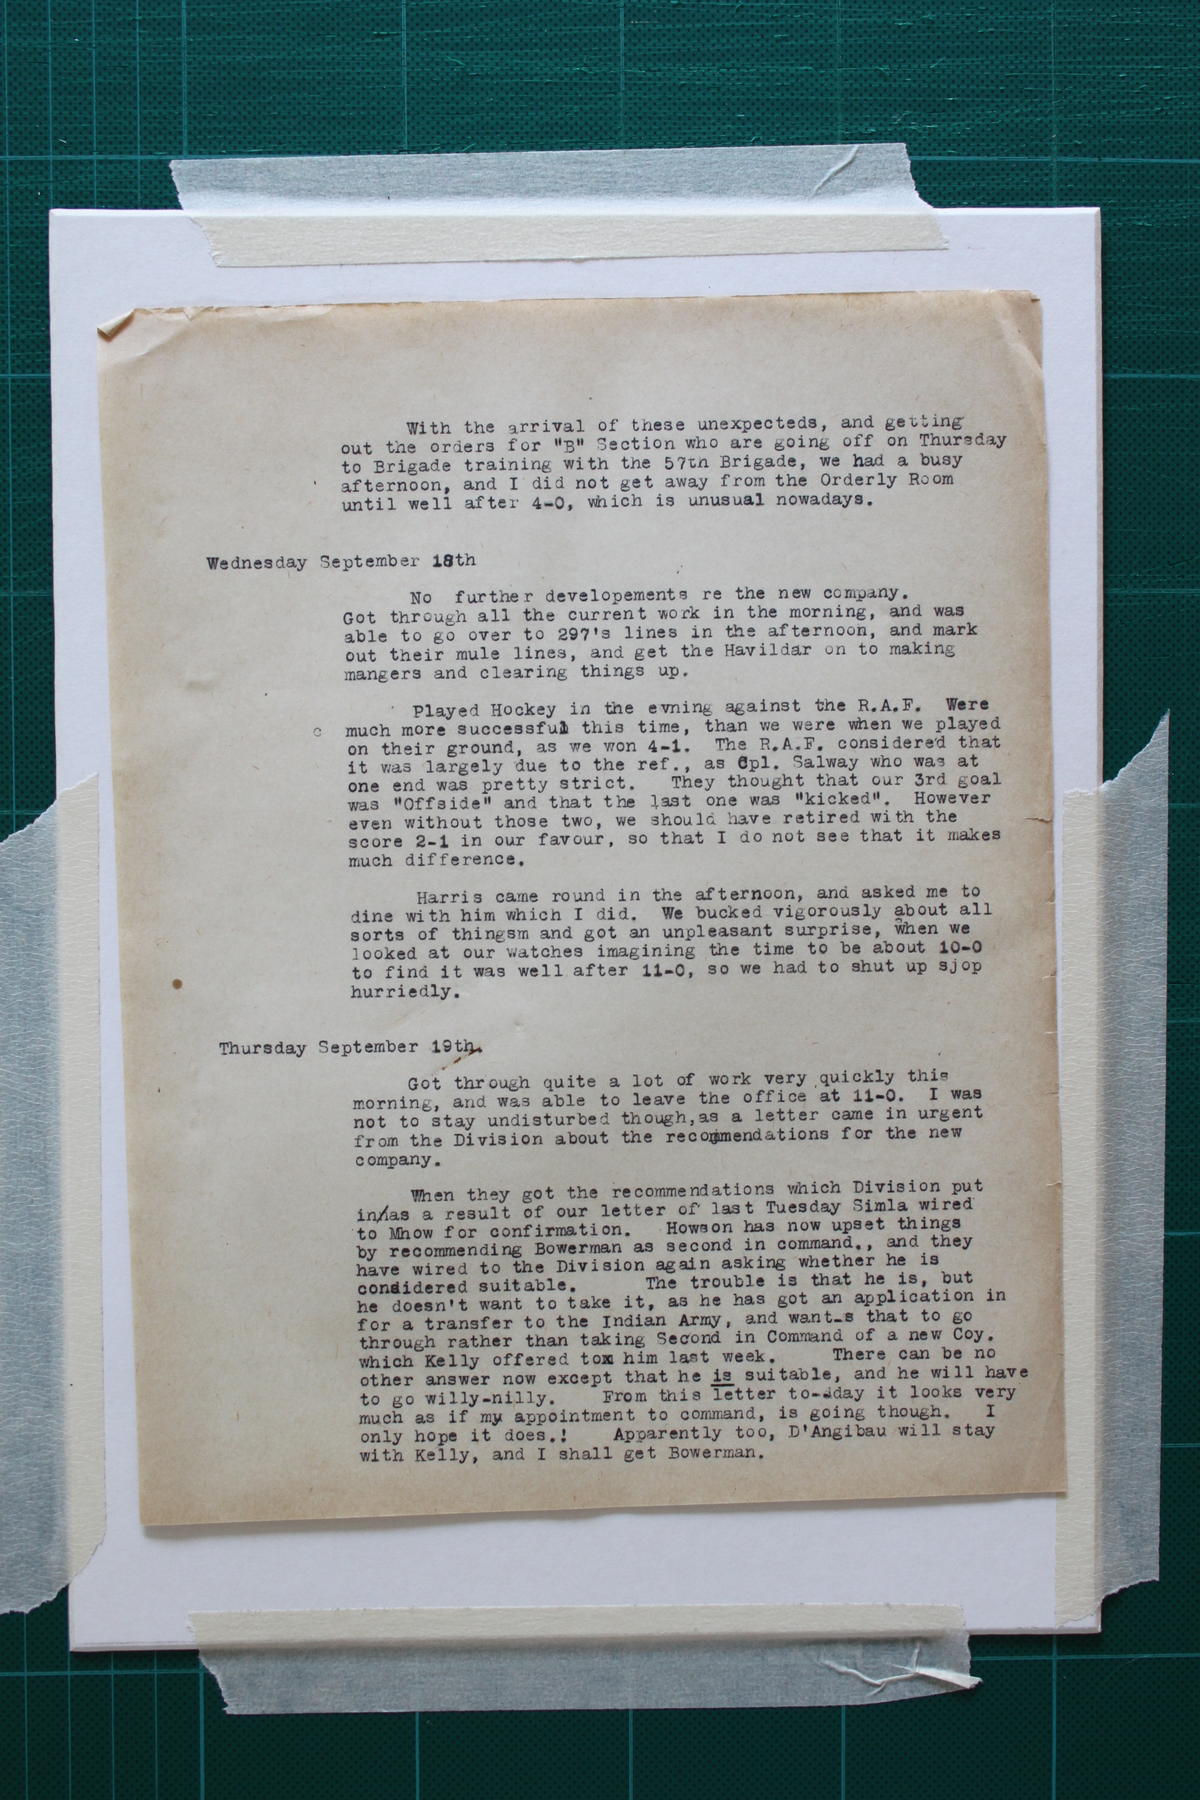 With the arrival of these unexpecteds, and getting
out the orders for "B" Section who are going off on Thursday
to Brigade training with the 57th Brigade, we had a busy
afternoon, and I did not get away from the Orderly Room
until well after 4-0, which is unusual nowadays.
Wednesday September 18th
No further developements re the new company.
Got through all the current work in the morning, and was
able to go over to 297's lines in the afternoon, and mark
out their mule lines, and get the Havildar on to making
mangers and clearing things up.
Played Hockey in the evning against the R.A.F. Were
c much more successful this time, than we were when we played
on their ground, as we won 4-1. The R.A.F. considered that
it was largely due to the ref., as Cpl. Salway who was at
one end was pretty strict. They thought that our 3rd goal
was "Offside" and that the last one was "kicked". However
even without those two, we should have retired with the
score 2-1 in our favour, so that I do not see that it makes
much difference.
Harris came round in the afternoon, and asked me to
dine with him which I did. We bucked vigorously about all
sorts of thingsm and got an unpleasant surprise, when we
looked at our watches imagining the time to be about 10-0
to find it was well after 11-0, so we had to shut up sjop
hurriedly.
Thursday September 19th.
Got through quite a lot of work very quickly this
morning, and was able to leave the office at 11-0. I was
not to stay undisturbed though,as a letter came in urgent
from the Division about the recommendations for the new
company.
When they got the recommendations which Division put
in/as a result of our letter of last Tuesday Simla wired
to Mhow for confirmation. Howson has now upset things
by recommending Bowerman as second in command., and they
have wired to the Division again asking whether he is
considered suitable. The trouble is that he is, but
he doesn't want to take it, as he has got an application in
for a transfer to the Indian Army, and want-s that to go
through rather than taking Second in Command of a new Coy.
which Kelly offered tox him last week. There can be no
other answer now except that he is suitable, and he will have
to go willy-nilly. From this letter to-dday it looks very
much as if my appointment to command, is going though. I
only hope it does.! Apparently too, D'Angibau will stay
with Kelly, and I shall get Bowerman.